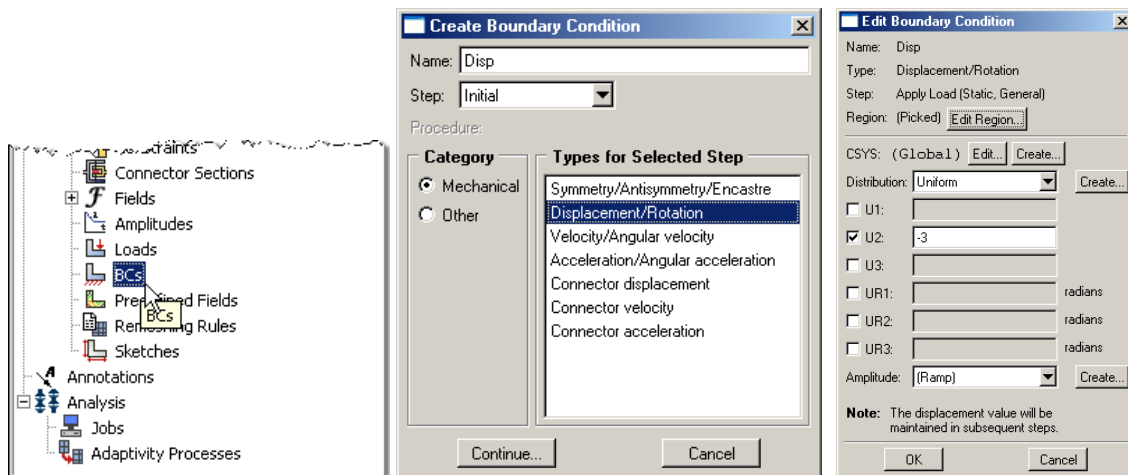 Connector Sections
Fields
Amplitudes
Loads
BCs
BCs
Remeshing Rules
Sketches
Annotations
Analysis
Jobs
Adaptivity Processes
Create Boundary Condition
Name: Disp
Step: Initial
Procedure:
Category
Mechanical
Other
Types for Selected Step
Symmetry/Antisymmetry/Encastre
Displacement/Rotation
Velocity/Angular velocity
Acceleration/Angular acceleration
Connector displacement
Connector velocity
Connector acceleration
Continue... Cancel
Edit Boundary Condition
Name: Disp
Type: Displacement/Rotation
Step: Apply Load (Static, General)
Region: (Picked) Edit Region...
CSYS: (Global) Edit... Create...
Distribution: Uniform Create...
U1:
U2: -3
U3:
UR1: radians
UR2: radians
UR3: radians
Amplitude: (Ramp) Create...
Note: The displacement value will be
maintained in subsequent steps.
OK Cancel